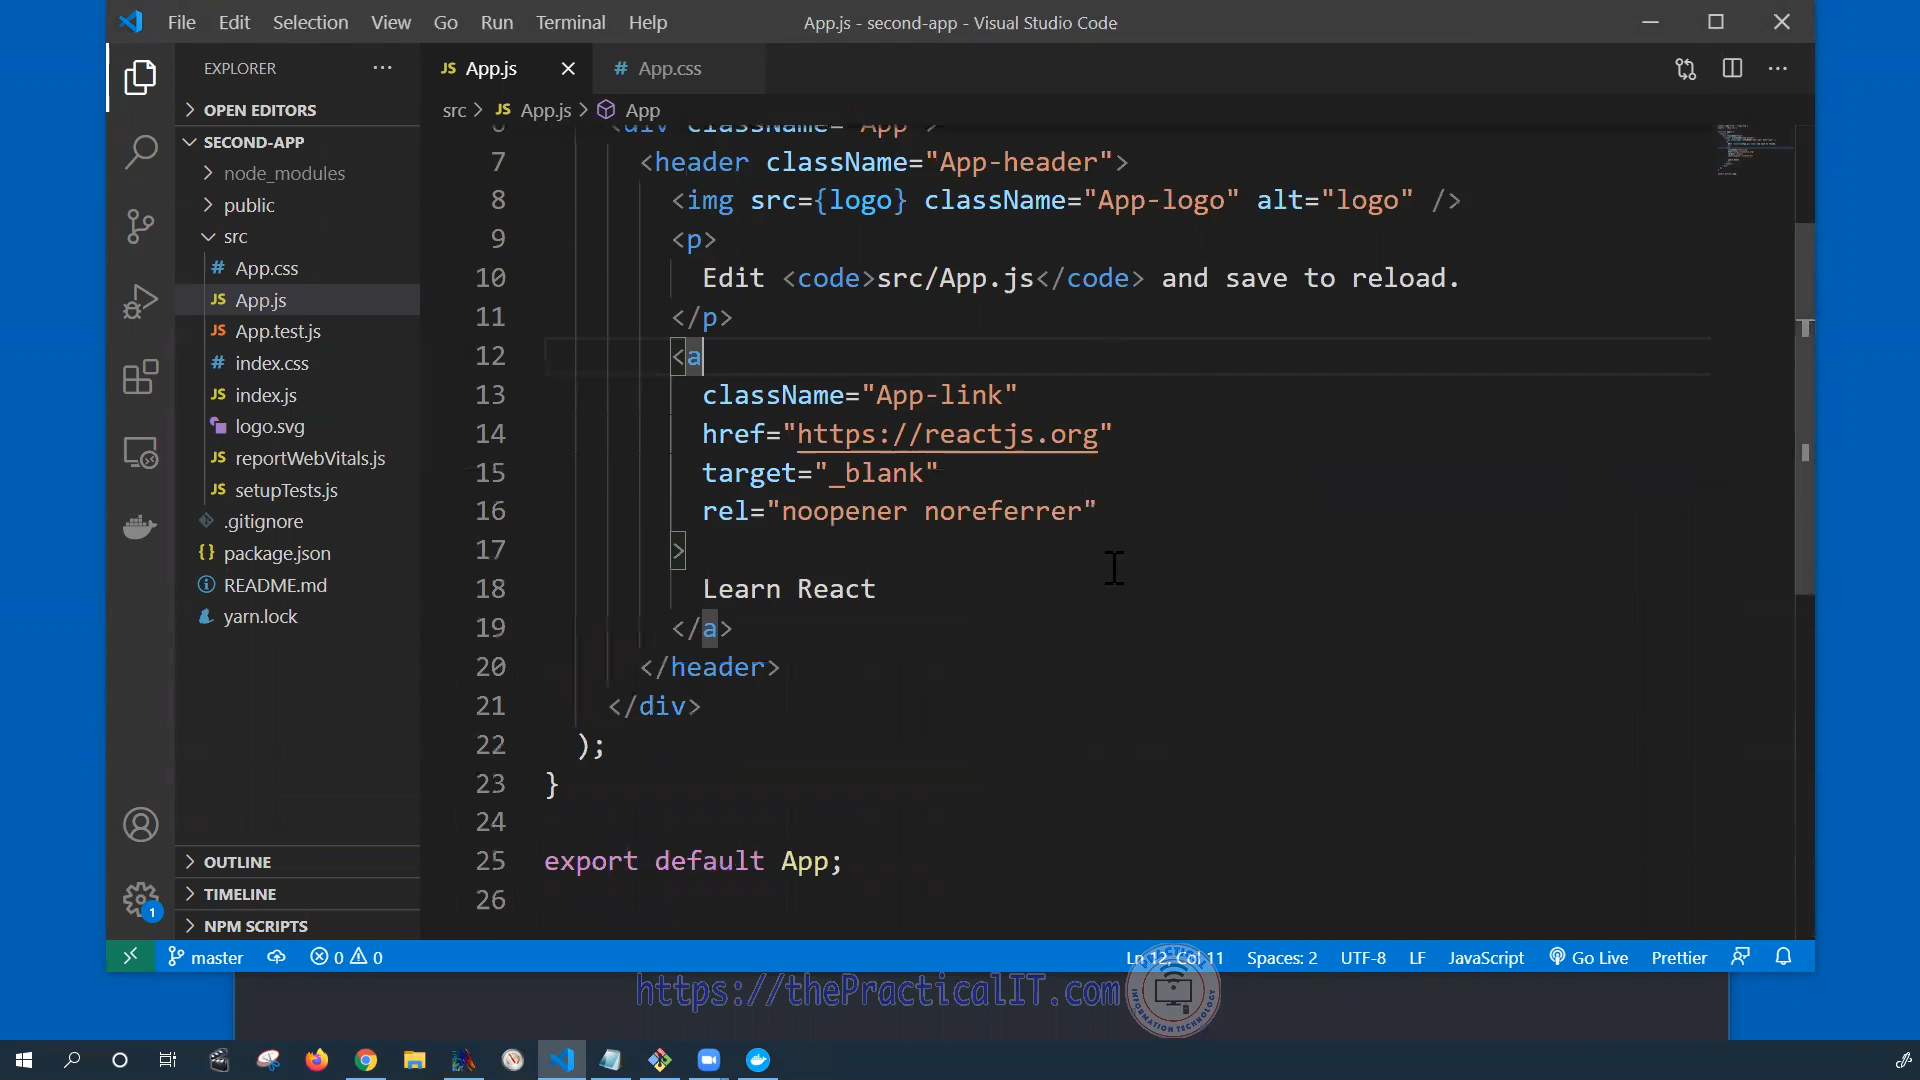 File Edit Selection View Go Run Terminal Help
App.js - second-app - Visual Studio Code
EXPLORER
JS App.js
# App.css
OPEN EDITORS
src > JS App.js > App
SECOND-APP
node_modules
public
src
# App.css
JS App.js
JS App.test.js
# index.css
JS index.js
logo.svg
JS reportWebVitals.js
JS setupTests.js
.gitignore
{} package.json
README.md
yarn.lock
OUTLINE
TIMELINE
NPM SCRIPTS
1
6 <div className="App">
7 <header className="App-header">
8 <img src={logo} className="App-logo" alt="logo" />
9 <p>
10 Edit <code>src/App.js</code> and save to reload.
11 </p>
12 <a
13 className="App-link"
14 href="https://reactjs.org"
15 target="_blank"
16 rel="noopener noreferrer"
17 >
18 Learn React
19 </a>
20 </header>
21 </div>
22 );
23 }
24
25 export default App;
26
master 0 0 Ln 12, Col 11 Spaces: 2 UTF-8 LF JavaScript Go Live Prettier
https://thePracticalIT.com
INFORMATION TECHNOLOGY